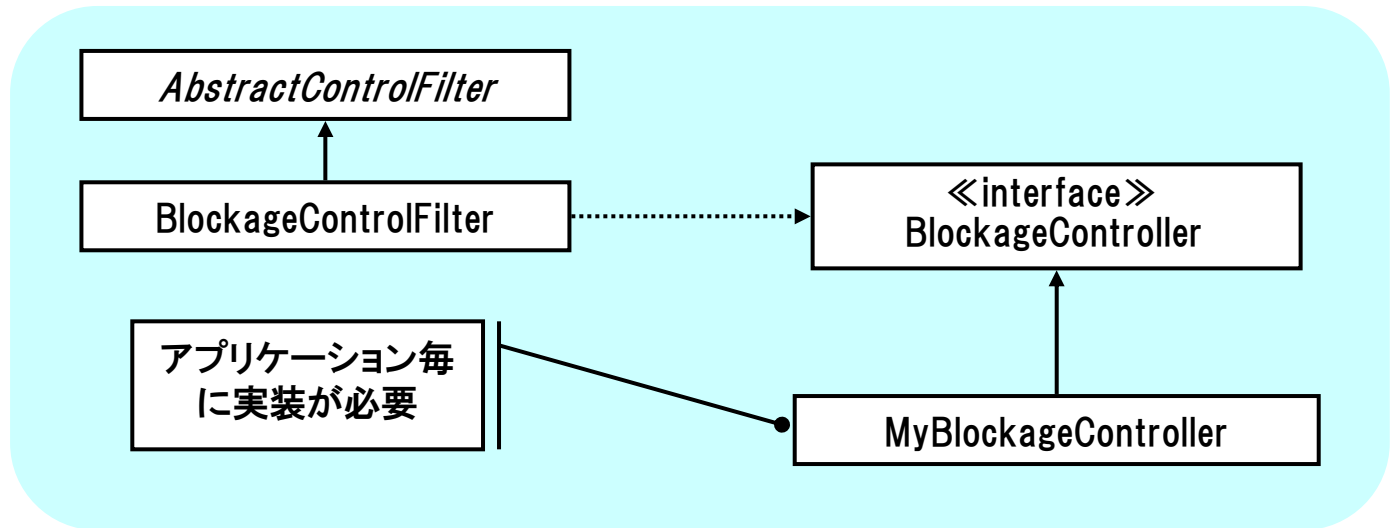 AbstractControlFilter
BlockageControlFilter
≪interface≫
BlockageController
アプリケーション毎
に実装が必要
MyBlockageController